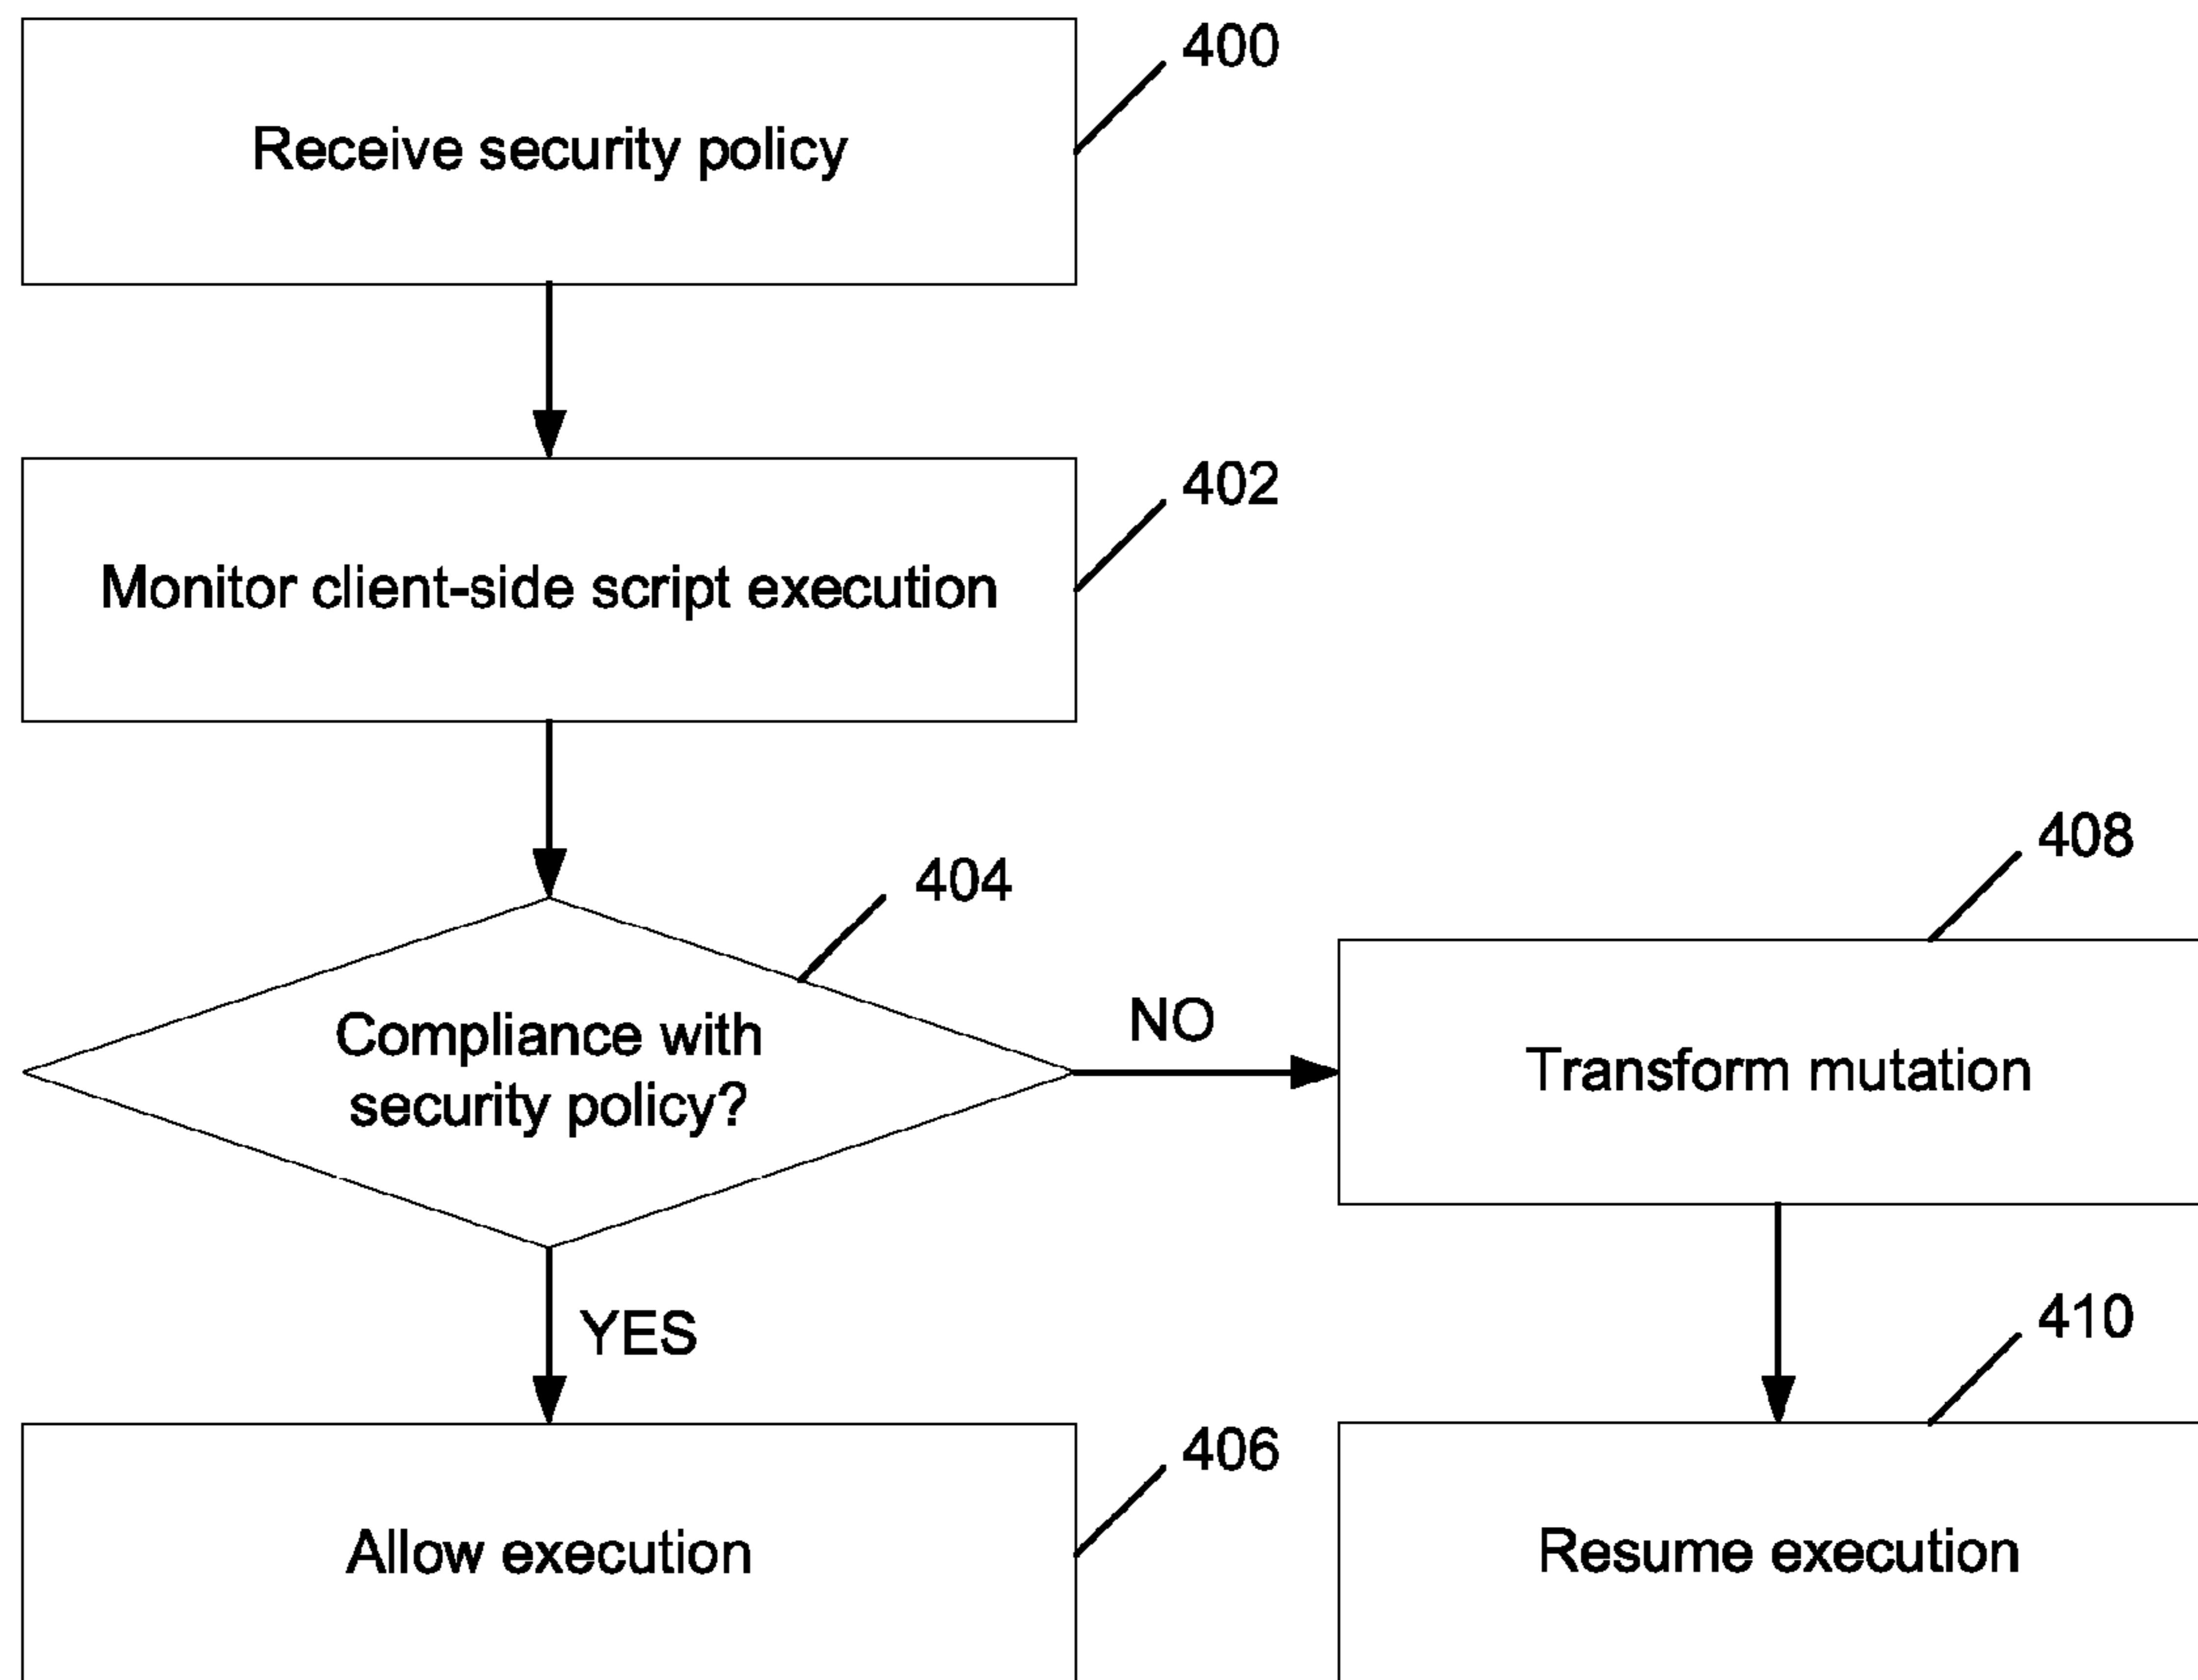 400
Receive security policy
402
Monitor client-side script execution
404
Compliance with
security policy?
NO
408
Transform mutation
YES
406
Allow execution
410
Resume execution